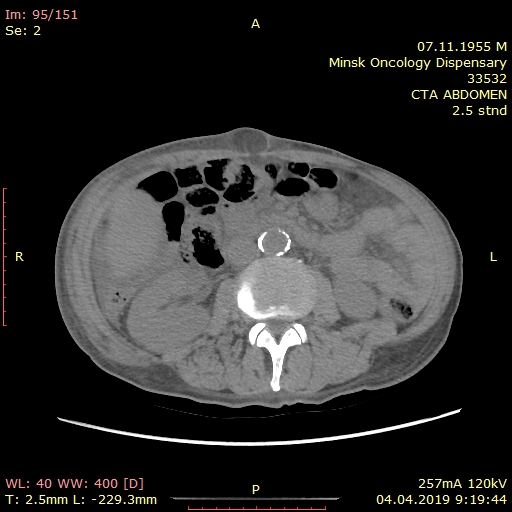 Im: 95/151
Se: 2
A
07.11.1955 M
Minsk Oncology Dispensary
33532
CTA ABDOMEN
2.5 stnd
R
L
WL: 40 WW: 400 [D]
T: 2.5mm L: -229.3mm
P
257mA 120kV
04.04.2019 9:19:44